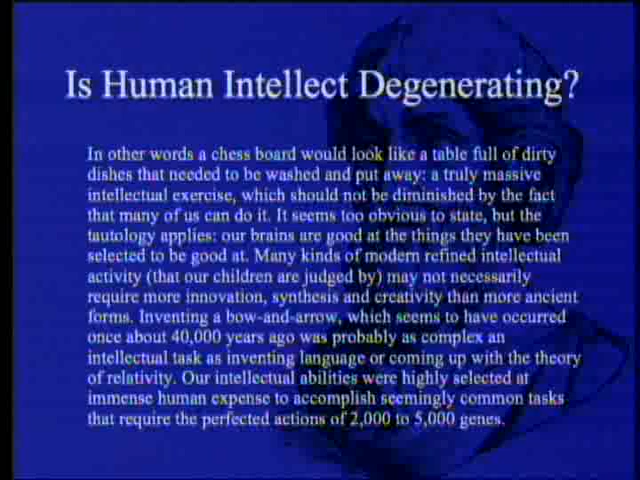 Is Human Intellect Degenerating?
In other words a chess board would look like a table full of dirty
dishes that needed to be washed and put away: a truly massive
intellectual exercise, which should not be diminished by the fact
that many of us can do it. It seems too obvious to state, but the
tautology applies: our brains are good at the things they have been
selected to be good at. Many kinds of modern refined intellectual
activity (that our children are judged by) may not necessarily
require more innovation, synthesis and creativity than more ancient
forms. Inventing a bow-and-arrow, which seems to have occurred
once about 40,000 years ago was probably as complex an
intellectual task as inventing language or coming up with the theory
of relativity. Our intellectual abilities were highly selected at
immense human expense to accomplish seemingly common tasks
that require the perfected actions of 2,000 to 5,000 genes.